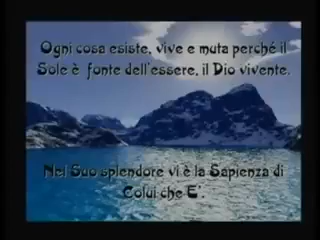 Ogni cosa esiste, vive e muta perché il
Sole è fonte dell'essere, il Dio vivente.
Nel Suo splendore vi è la Sapienza di
Colui che E'.